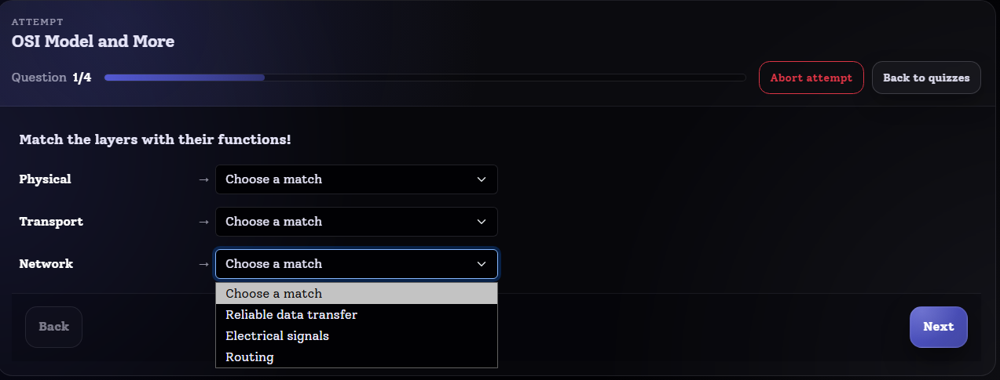 ATTEMPT
OSI Model and More
Question 1/4
Abort attempt
Back to quizzes
Match the layers with their functions!
Physical → Choose a match
Transport → Choose a match
Network → Choose a match
Choose a match
Reliable data transfer
Electrical signals
Routing
Back
Next